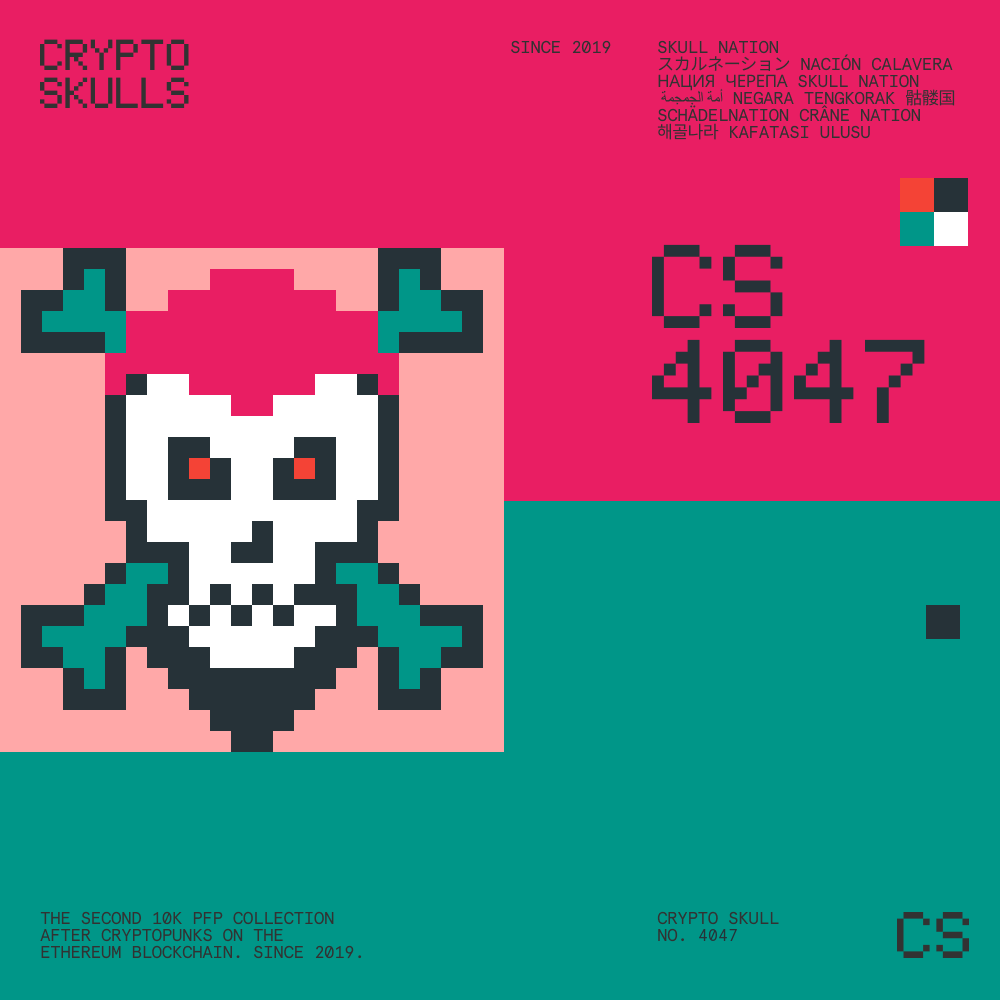 CRYPTO
SKULLS
SINCE 2019
SKULL NATION
スカルネーション NACIÓN CALAVERA
НАЦИЯ ЧЕРЕПА SKULL NATION
أمة الجمجمة NEGARA TENGKORAK 骷髅国
SCHÄDELNATION CRÂNE NATION
해골나라 KAFATASI ULUSU
CS
4047
THE SECOND 10K PFP COLLECTION
AFTER CRYPTOPUNKS ON THE
ETHEREUM BLOCKCHAIN. SINCE 2019.
CRYPTO SKULL
NO. 4047
CS